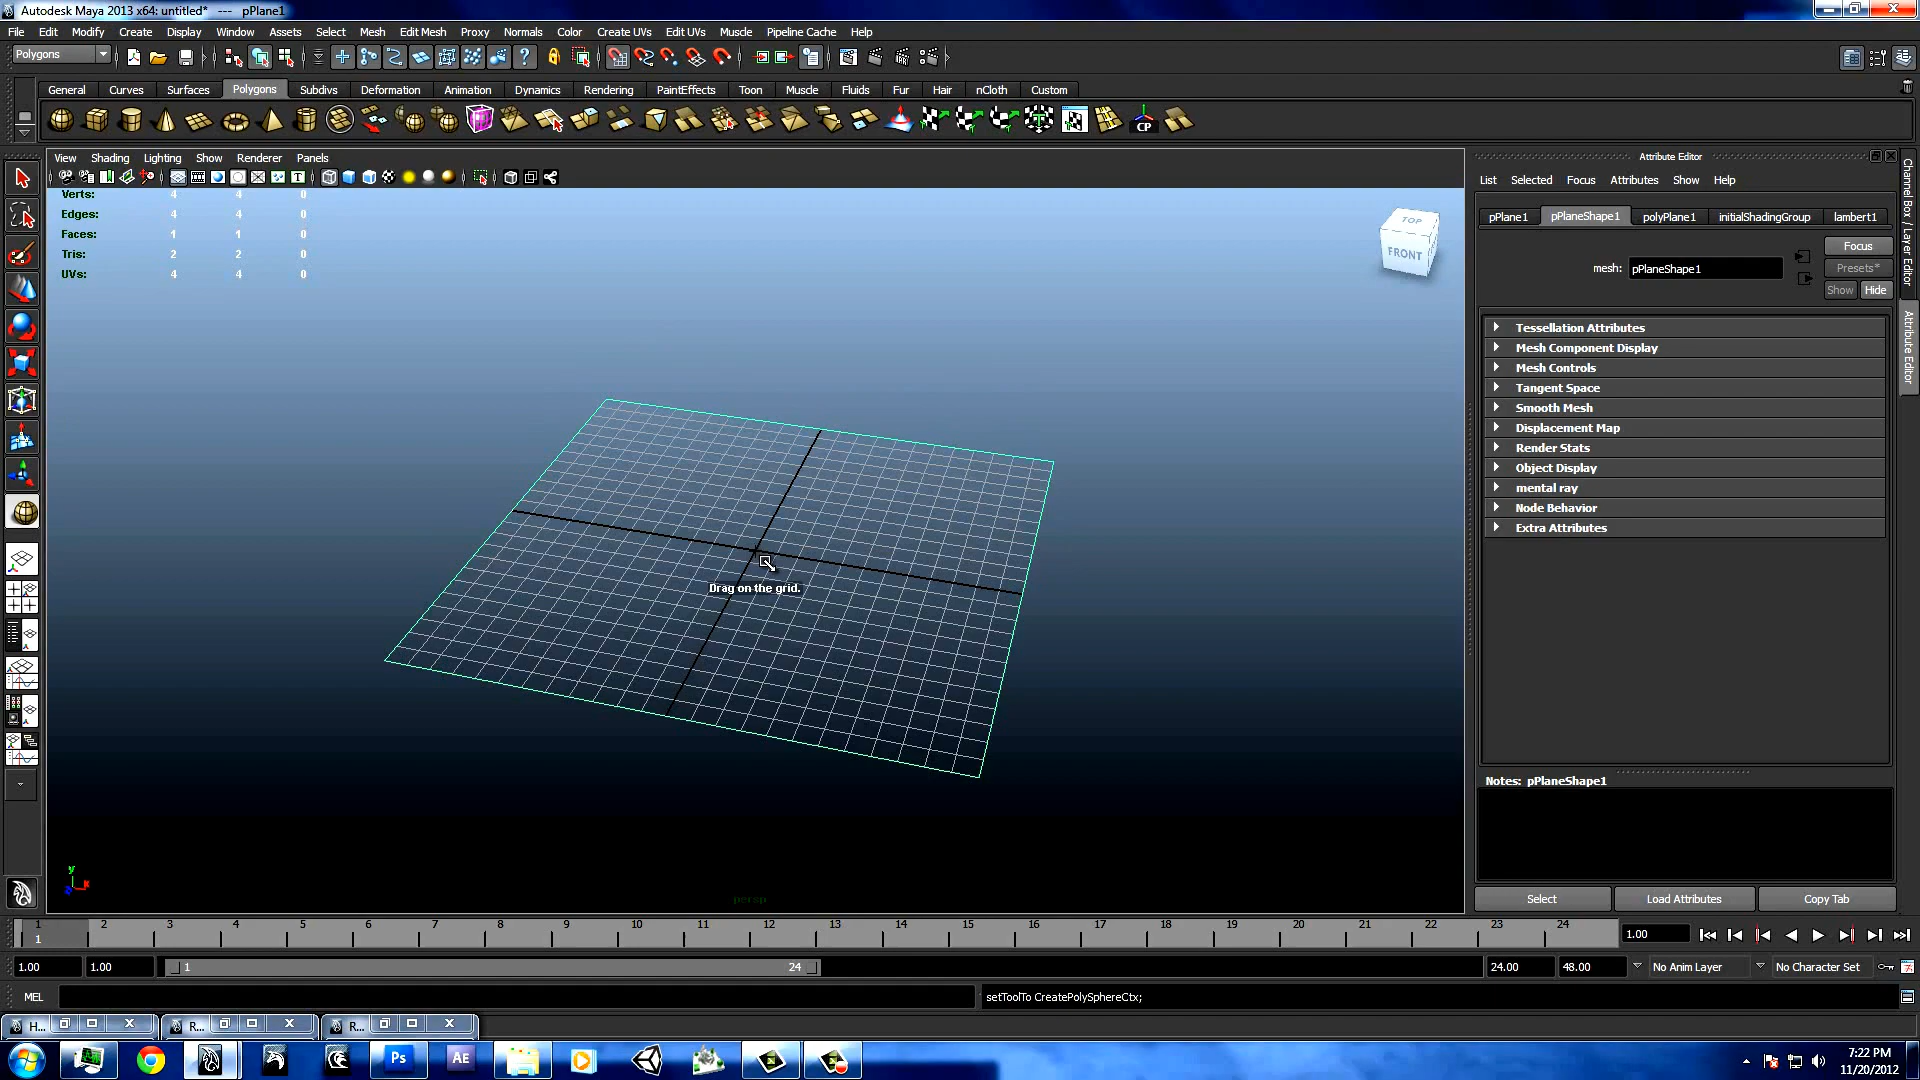 Autodesk Maya 2013 x64: untitled* --- pPlane1
File Edit Modify Create Display Window Assets Select Mesh Edit Mesh Proxy Normals Color Create UVs Edit UVs Muscle Pipeline Cache Help
Polygons
General Curves Surfaces Polygons Subdivs Deformation Animation Dynamics Rendering PaintEffects Toon Muscle Fluids Fur Hair nCloth Custom
CP
View Shading Lighting Show Renderer Panels
Verts: 4 4 0
Edges: 4 4 0
Faces: 1 1 0
Tris: 2 2 0
UVs: 4 4 0
TOP
FRONT
Drag on the grid.
persp
y
Attribute Editor
List Selected Focus Attributes Show Help
pPlane1 pPlaneShape1 polyPlane1 initialShadingGroup lambert1
mesh: pPlaneShape1
Focus
Presets*
Show Hide
Tessellation Attributes
Mesh Component Display
Mesh Controls
Tangent Space
Smooth Mesh
Displacement Map
Render Stats
Object Display
mental ray
Node Behavior
Extra Attributes
Notes: pPlaneShape1
Select Load Attributes Copy Tab
Channel Box / Layer Editor
Attribute Editor
1 2 3 4 5 6 7 8 9 10 11 12 13 14 15 16 17 18 19 20 21 22 23 24
1
1.00
1.00 1.00 1 24 24.00 48.00 No Anim Layer No Character Set
MEL
setToolTo CreatePolySphereCtx;
H... R... R...
Ps AE
7:22 PM
11/20/2012